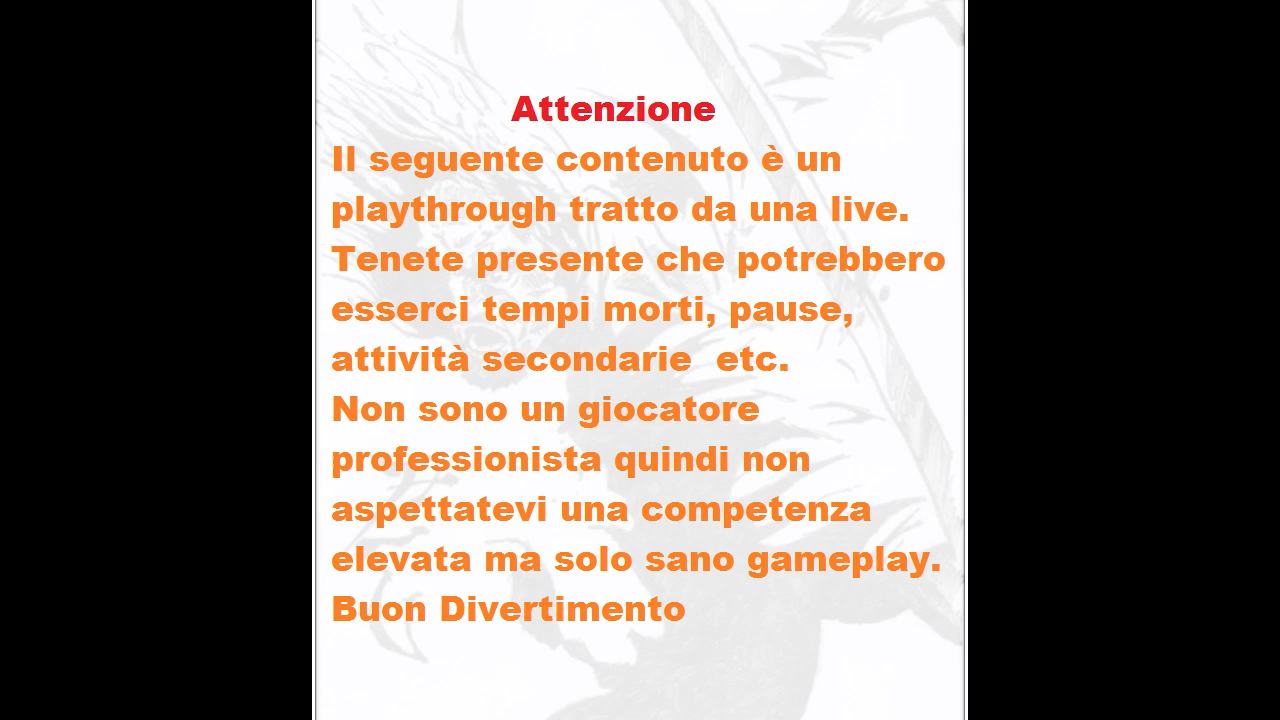 Attenzione
Il seguente contenuto è un
playthrough tratto da una live.
Tenete presente che potrebbero
esserci tempi morti, pause,
attività secondarie  etc.
Non sono un giocatore
professionista quindi non
aspettatevi una competenza
elevata ma solo sano gameplay.
Buon Divertimento